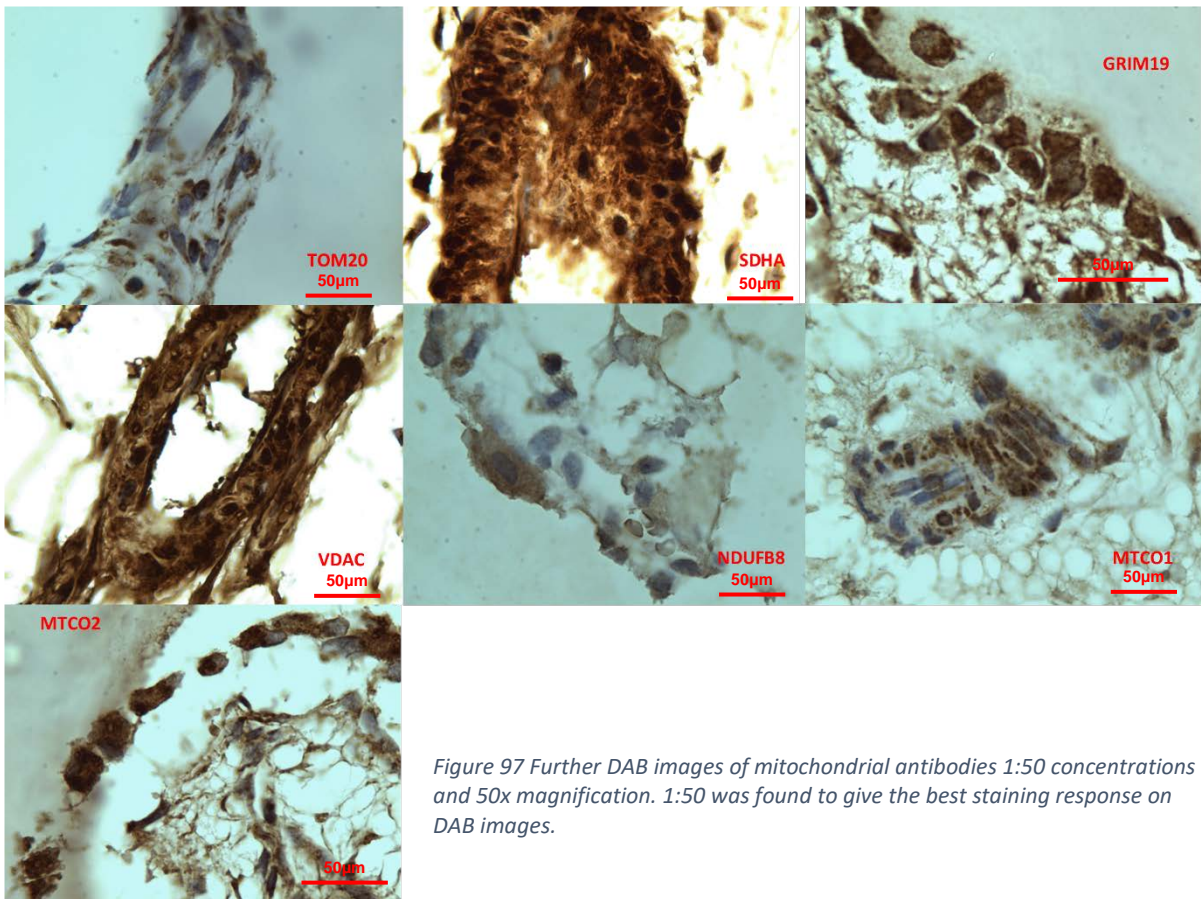 TOM20
50µm
SDHA
50µm
GRIM19
50µm
VDAC
50µm
NDUFB8
50µm
MTCO1
50µm
MTCO2
50µm
Figure 97 Further DAB images of mitochondrial antibodies 1:50 concentrations
and 50x magnification. 1:50 was found to give the best staining response on
DAB images.